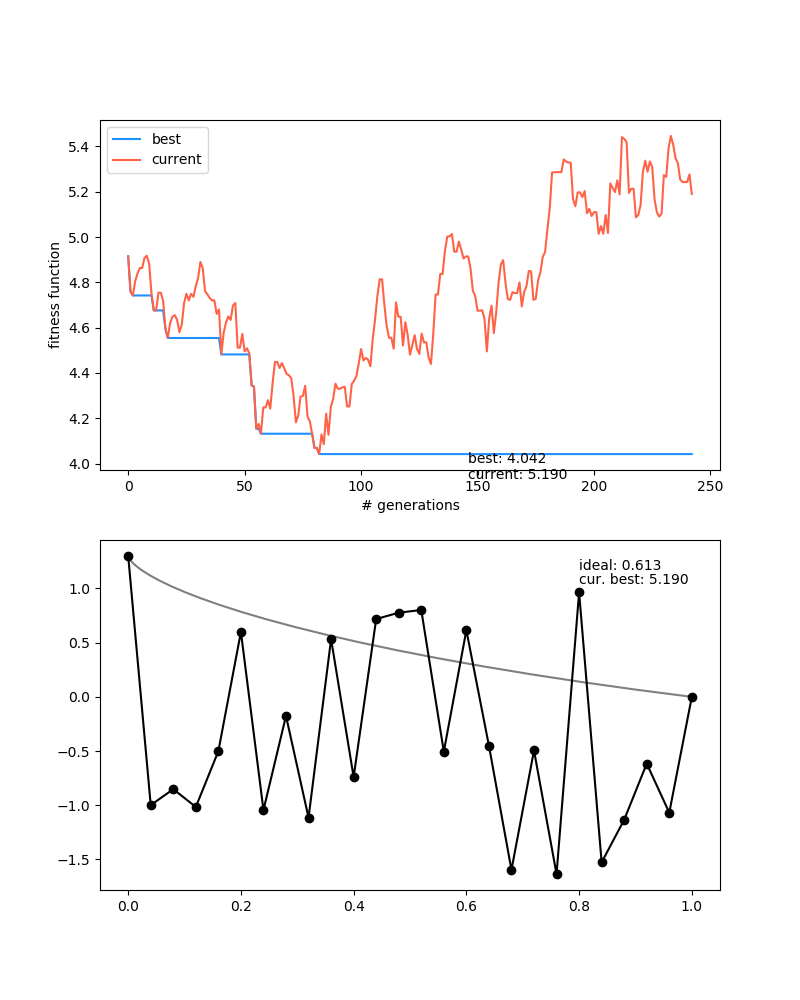 best
current
5.4
5.2
5.0
4.8
4.6
4.4
4.2
4.0
fitness function
best: 4.042
current: 5.190
0 50 100 150 200 250
# generations
ideal: 0.613
cur. best: 5.190
1.0
0.5
0.0
−0.5
−1.0
−1.5
0.0 0.2 0.4 0.6 0.8 1.0